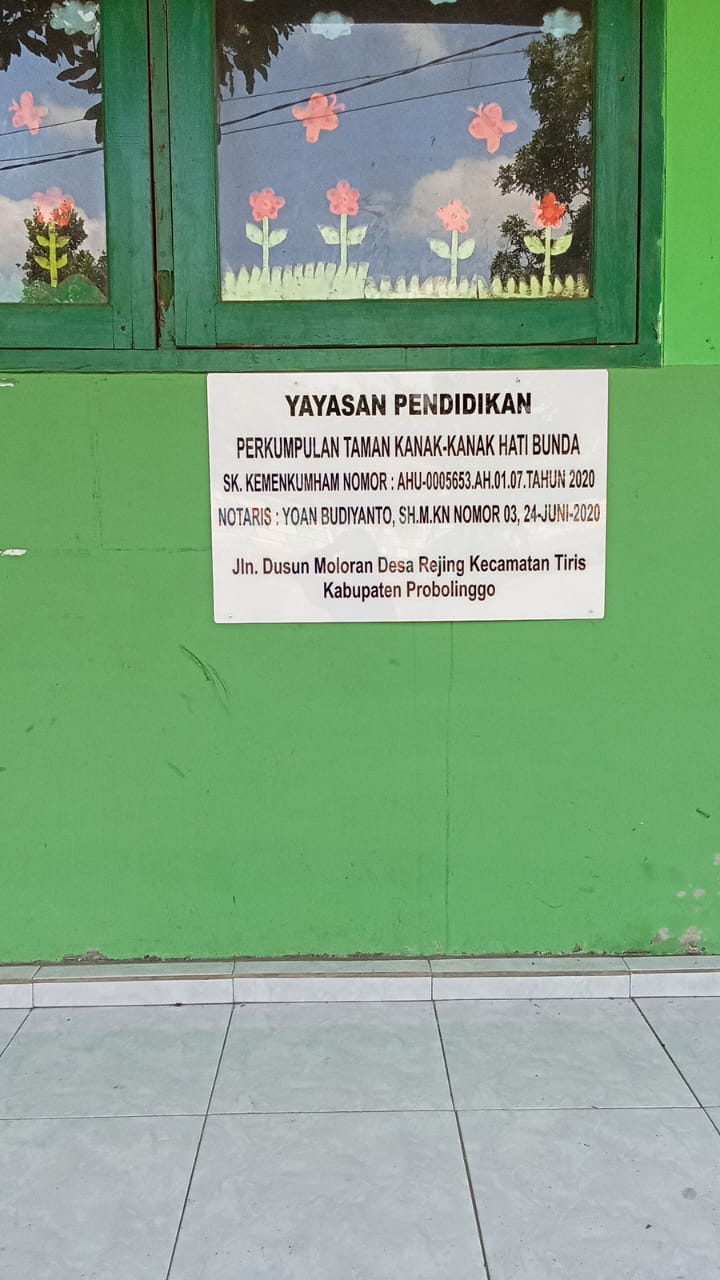 YAYASAN PENDIDIKAN
PERKUMPULAN TAMAN KANAK-KANAK HATI BUNDA
SK. KEMENKUMHAM NOMOR : AHU-0005653.AH.01.07.TAHUN 2020
NOTARIS : YOAN BUDIYANTO, SH.M.KN NOMOR 03, 24-JUNI-2020
Jln. Dusun Moloran Desa Rejing Kecamatan Tiris
Kabupaten Probolinggo